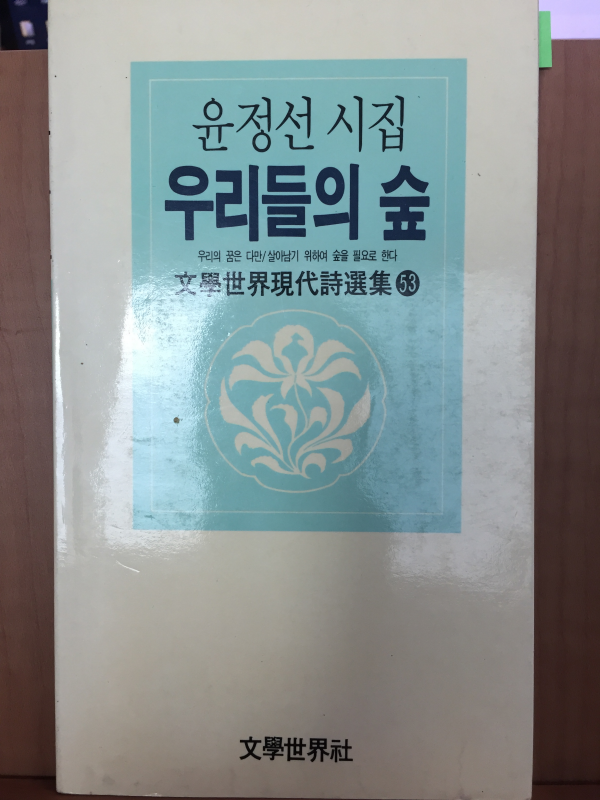 윤정선 시집
우리들의 숲
우리의 꿈은 다만/살아남기 위하여 숲을 필요로 한다
文學世界現代詩選集53
文學世界社